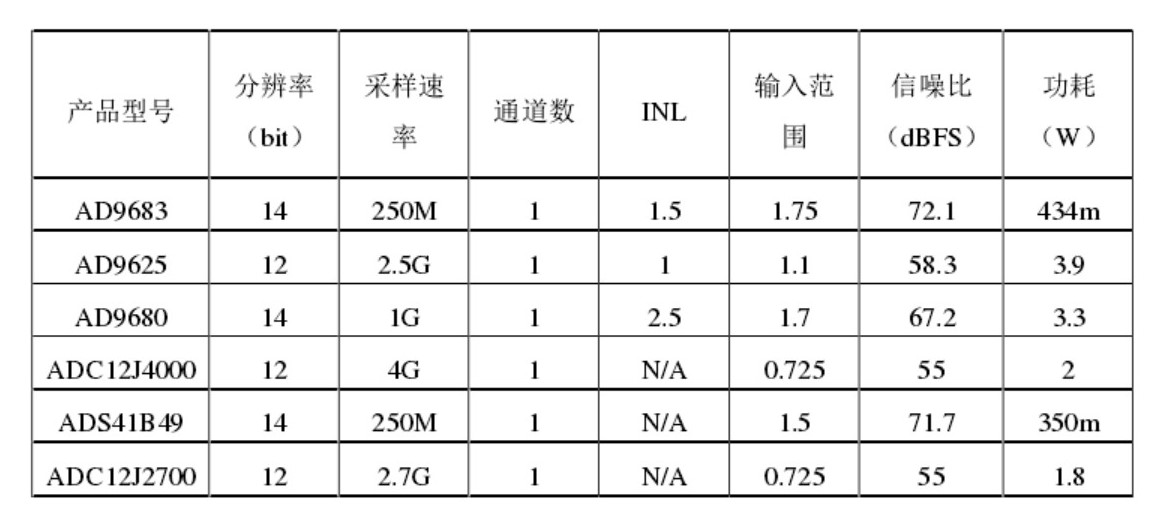 产品型号 分辨率（bit） 采样速率 通道数 INL 输入范围 信噪比（dBFS） 功耗（W）
AD9683 14 250M 1 1.5 1.75 72.1 434m
AD9625 12 2.5G 1 1 1.1 58.3 3.9
AD9680 14 1G 1 2.5 1.7 67.2 3.3
ADC12J4000 12 4G 1 N/A 0.725 55 2
ADS41B49 14 250M 1 N/A 1.5 71.7 350m
ADC12J2700 12 2.7G 1 N/A 0.725 55 1.8